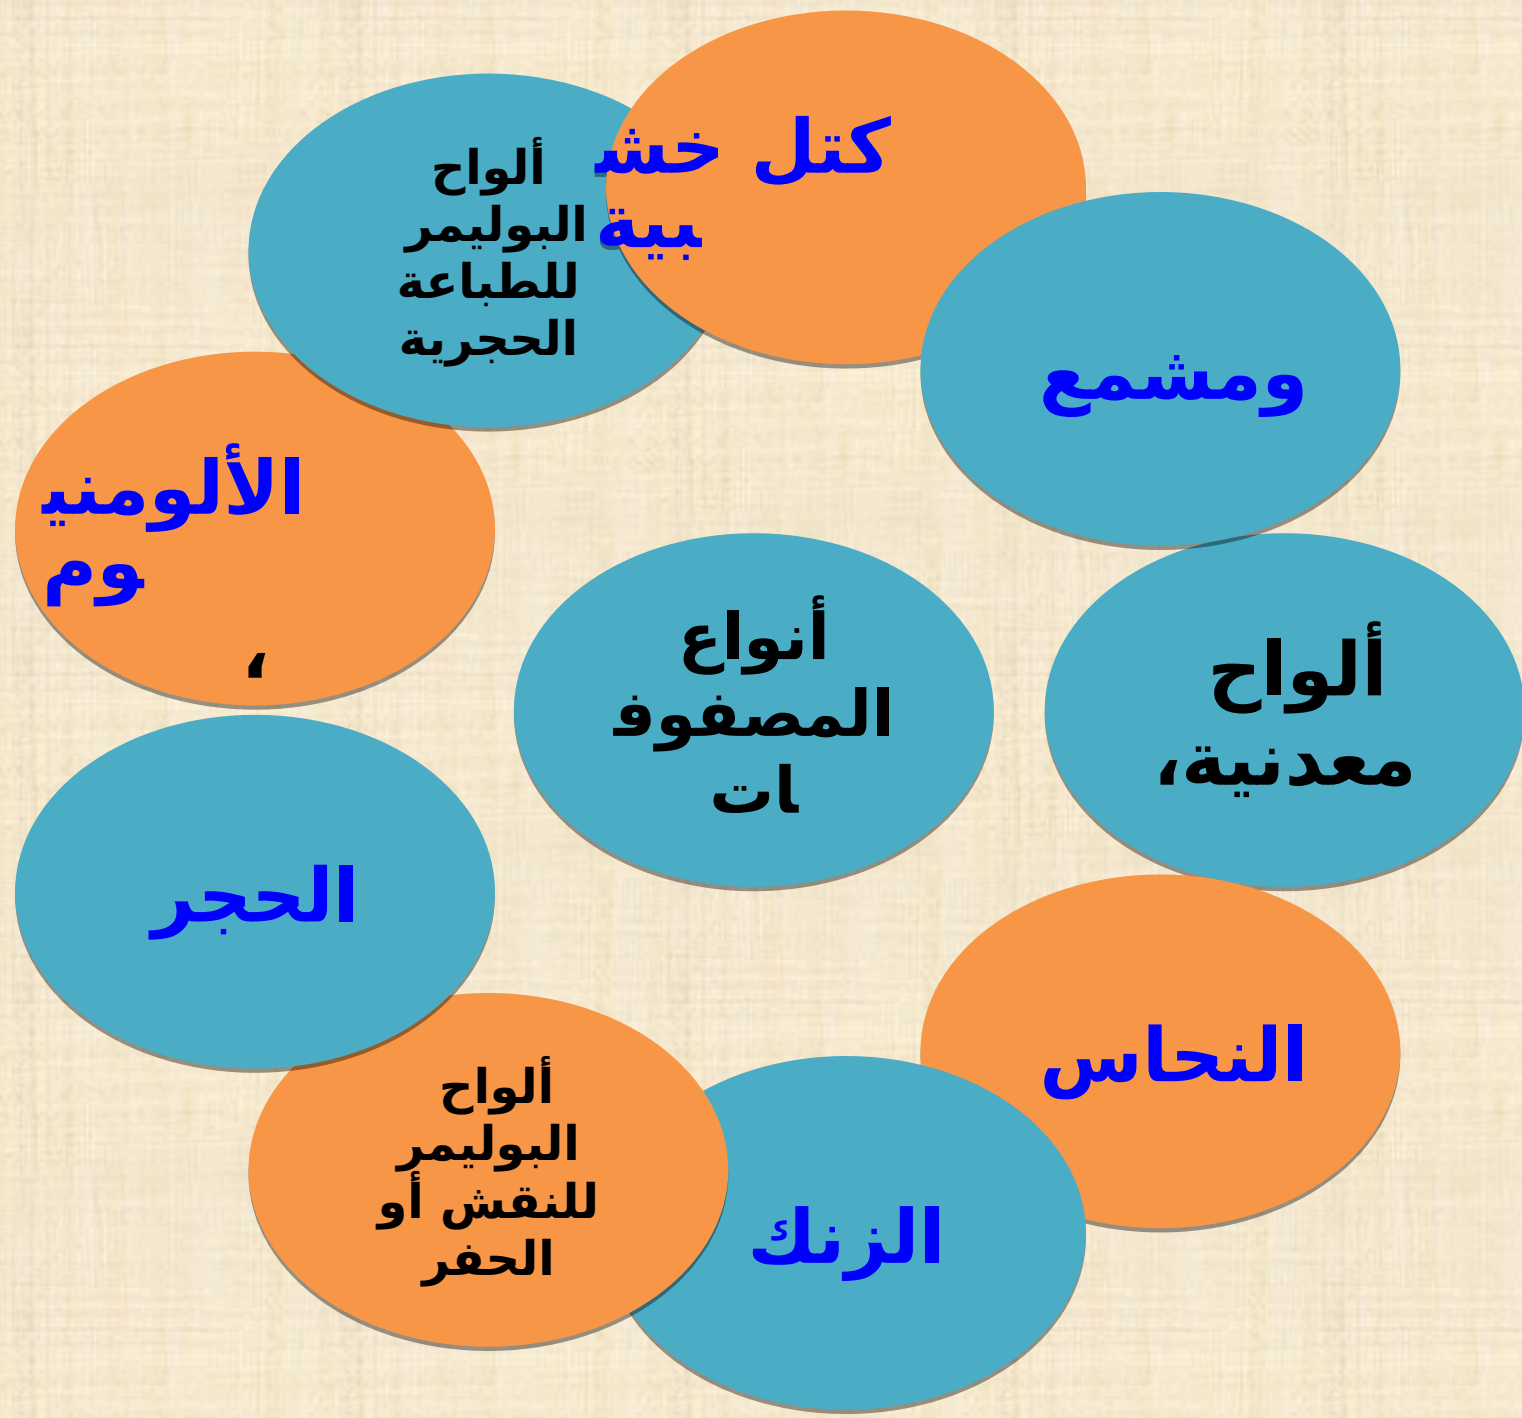 كتل خش
بية
ألواح
البوليمر
للطباعة
الحجرية
ومشمع
الألومني
وم
،
أنواع
المصفوف
ات
ألواح
معدنية،
الحجر
النحاس
ألواح
البوليمر
للنقش أو
الحفر
الزنك